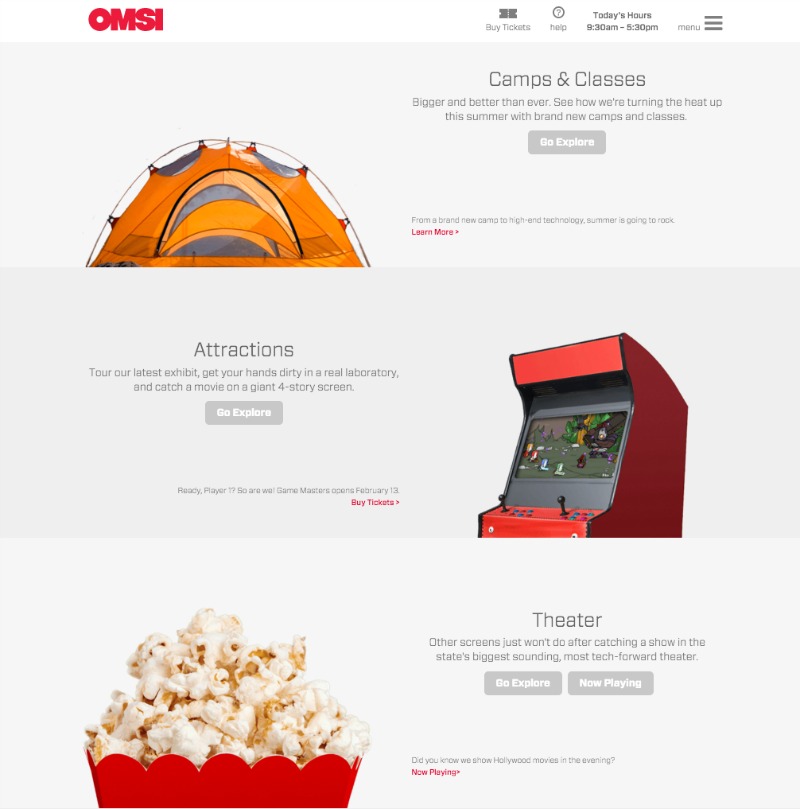 OMSI
Buy Tickets
help
Today's Hours
9:30am – 5:30pm
menu
Camps & Classes
Bigger and better than ever. See how we're turning the heat up
this summer with brand new camps and classes.
Go Explore
From a brand new camp to high-end technology, summer is going to rock.
Learn More >
Attractions
Tour our latest exhibit, get your hands dirty in a real laboratory,
and catch a movie on a giant 4-story screen.
Go Explore
Ready, Player 1? So are we! Game Masters opens February 13.
Buy Tickets >
Theater
Other screens just won't do after catching a show in the
state's biggest sounding, most tech-forward theater.
Go Explore
Now Playing
Did you know we show Hollywood movies in the evening?
Now Playing>